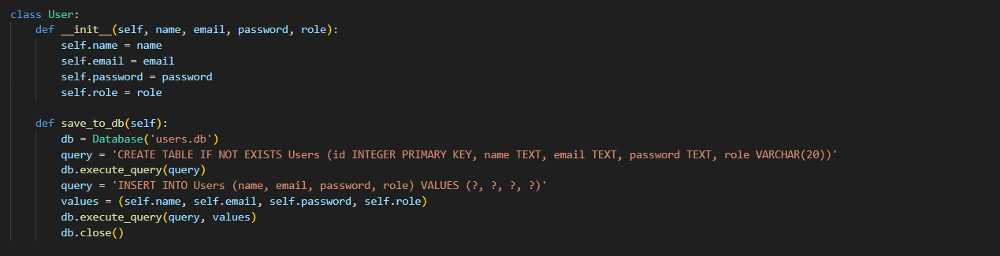 class User:
    def __init__(self, name, email, password, role):
        self.name = name
        self.email = email
        self.password = password
        self.role = role

    def save_to_db(self):
        db = Database('users.db')
        query = 'CREATE TABLE IF NOT EXISTS Users (id INTEGER PRIMARY KEY, name TEXT, email TEXT, password TEXT, role VARCHAR(20))'
        db.execute_query(query)
        query = 'INSERT INTO Users (name, email, password, role) VALUES (?, ?, ?, ?)'
        values = (self.name, self.email, self.password, self.role)
        db.execute_query(query, values)
        db.close()